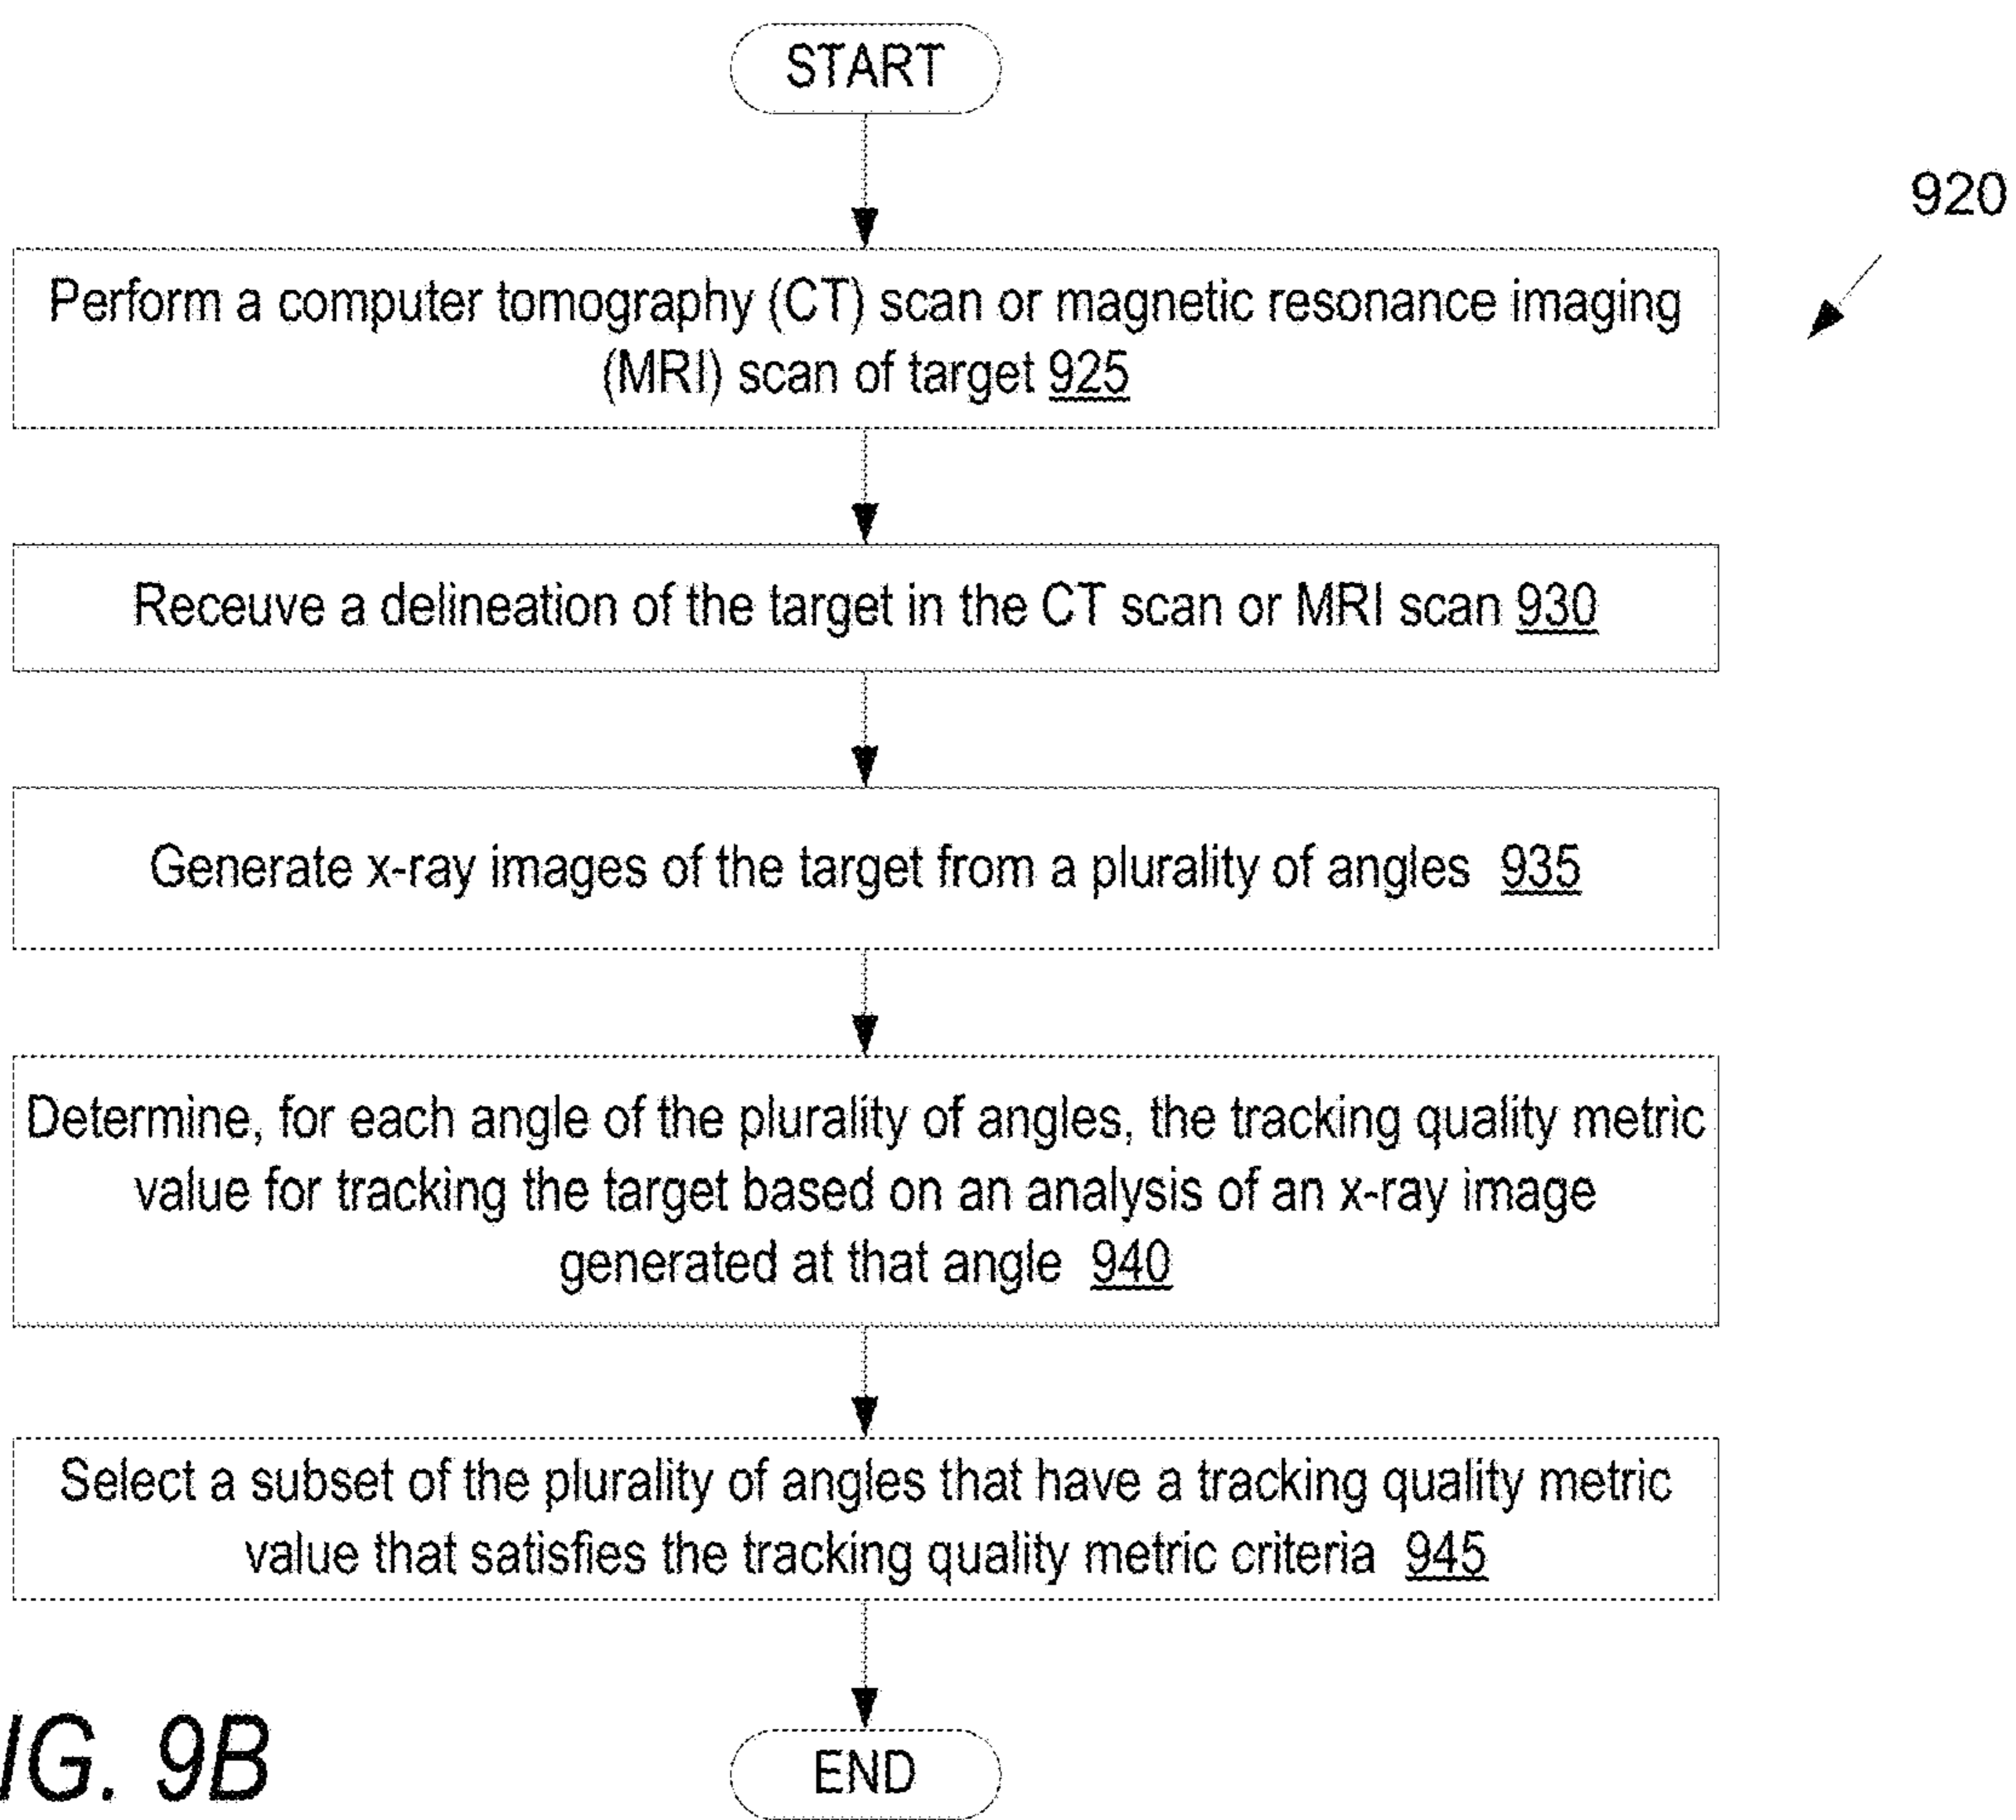 START
920
Perform a computer tomography (CT) scan or magnetic resonance imaging
(MRI) scan of target 925
Receuve a delineation of the target in the CT scan or MRI scan 930
Generate x-ray images of the target from a plurality of angles 935
Determine, for each angle of the plurality of angles, the tracking quality metric
value for tracking the target based on an analysis of an x-ray image
generated at that angle 940
Select a subset of the plurality of angles that have a tracking quality metric
value that satisfies the tracking quality metric criteria 945
END
IG. 9B